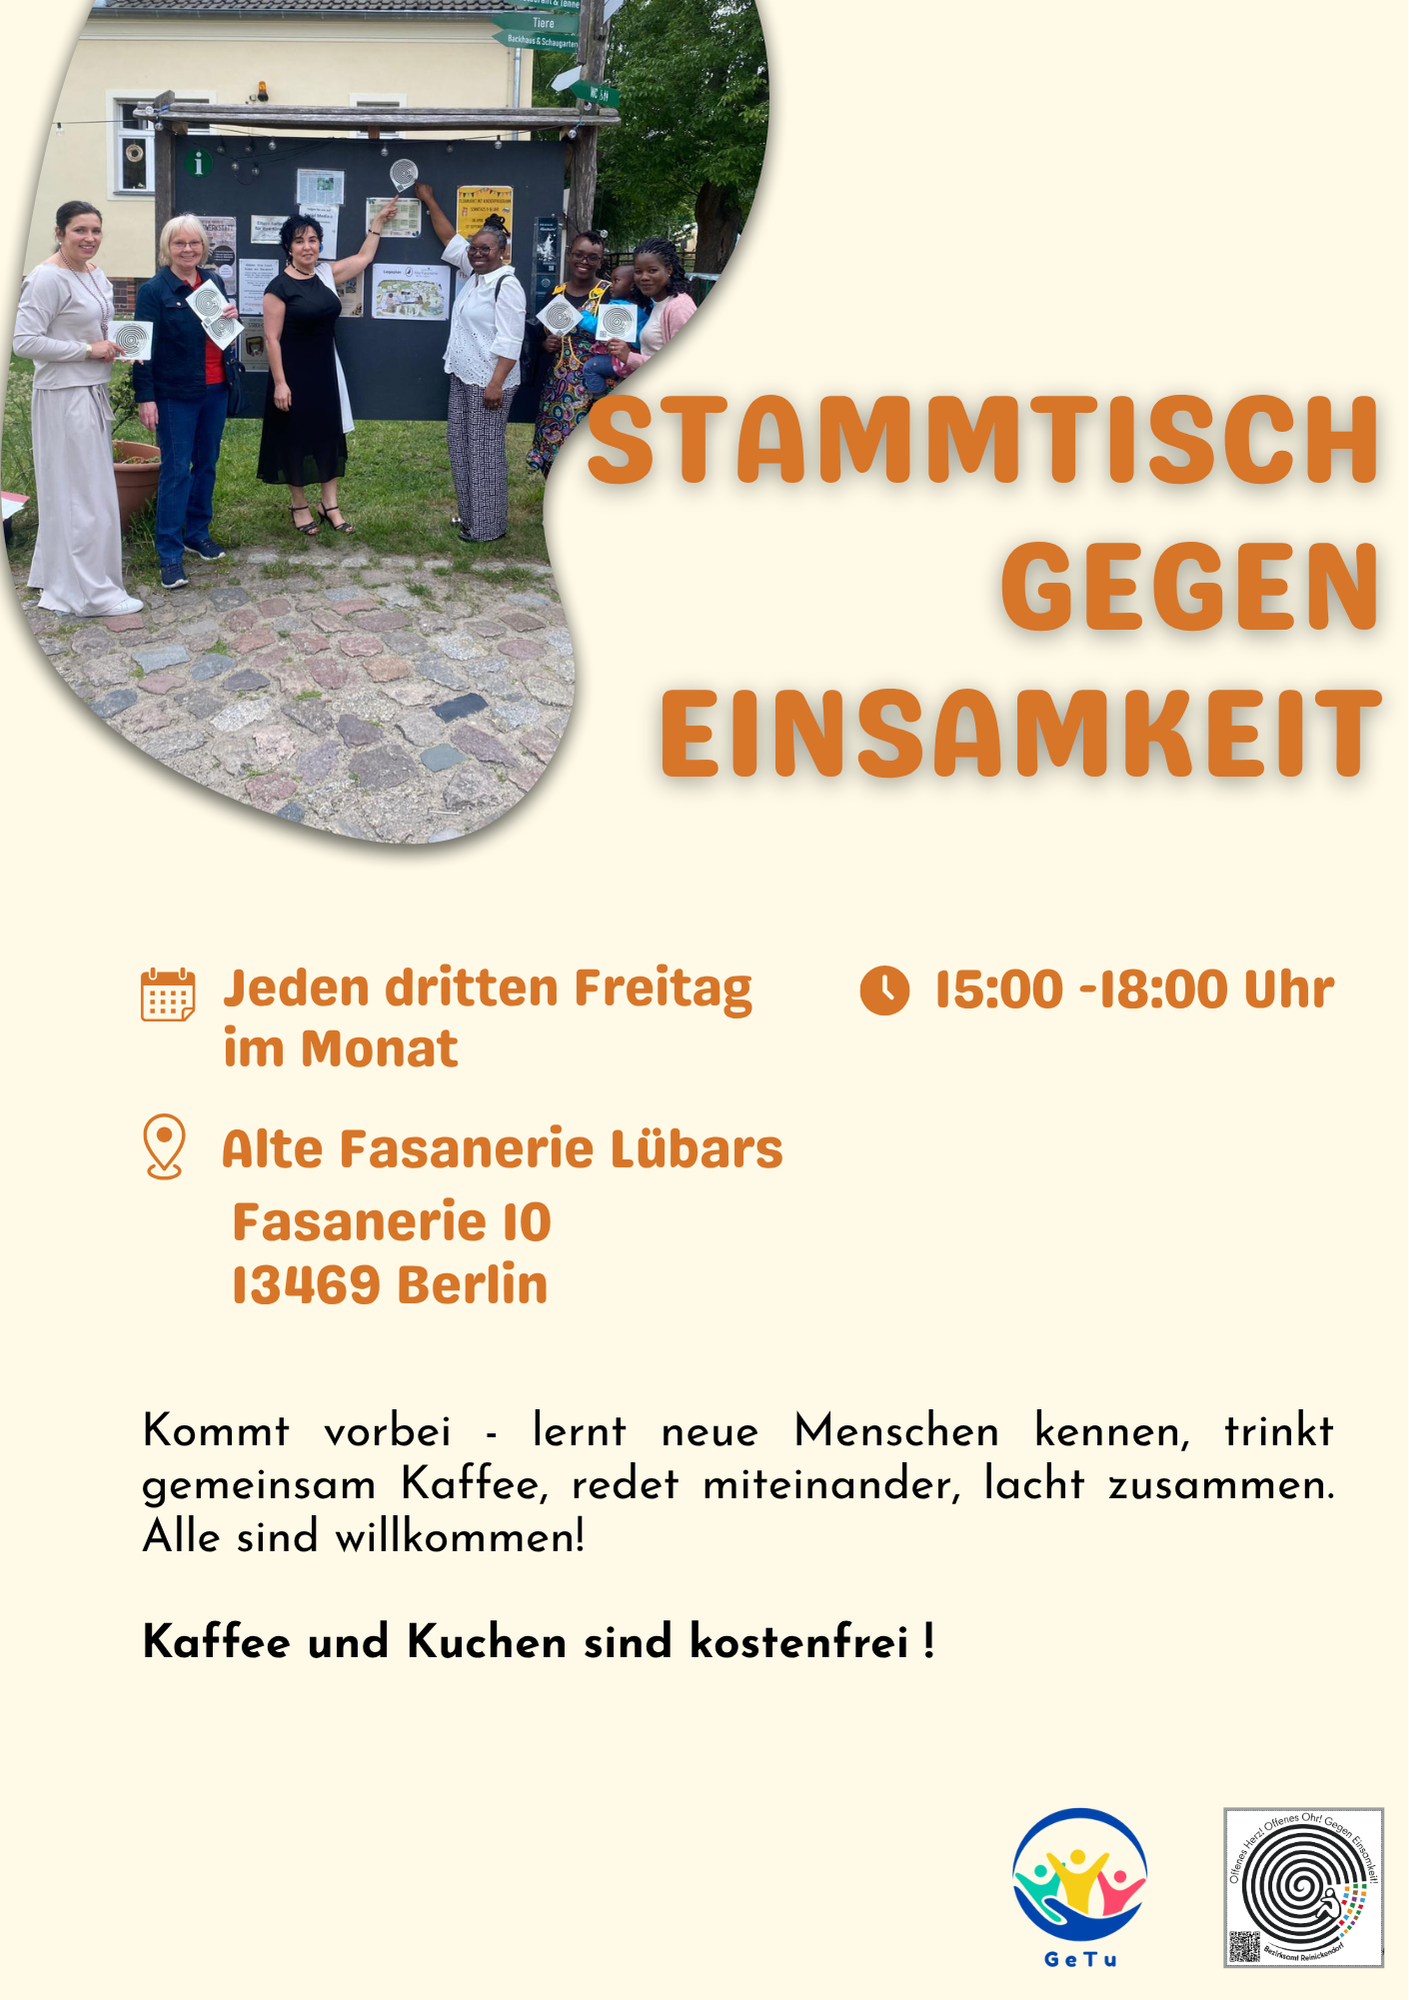 Tiere
Backhaus & Schaugarten
WC
i
Lageplan
STAMMTISCH
GEGEN
EINSAMKEIT
Jeden dritten Freitag
im Monat
15:00 -18:00 Uhr
Alte Fasanerie Lübars
Fasanerie 10
13469 Berlin
Kommt vorbei - lernt neue Menschen kennen, trinkt
gemeinsam Kaffee, redet miteinander, lacht zusammen.
Alle sind willkommen!
Kaffee und Kuchen sind kostenfrei !
GeTu
Offenes Herz! Offenes Ohr! Gegen Einsamkeit!
Bezirksamt Reinickendorf